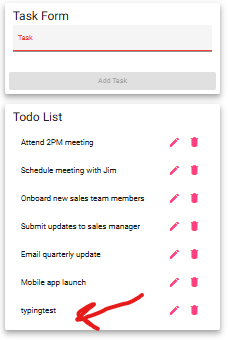 Task Form
Task
Add Task
Todo List
Attend 2PM meeting
Schedule meeting with Jim
Onboard new sales team members
Submit updates to sales manager
Email quarterly update
Mobile app launch
typingtest